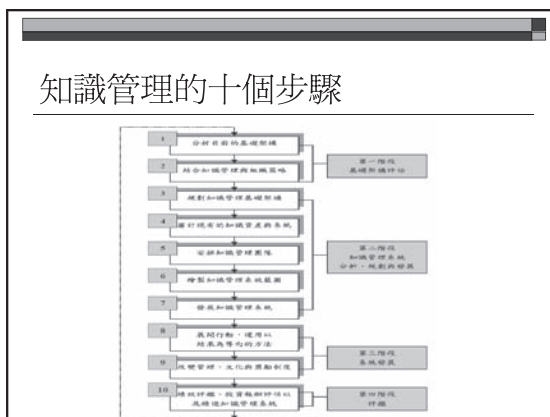 知識管理的十個步驟
1
分析目前的基礎架構
2
結合知識管理與組織策略
第一階段
基礎架構評估
3
規劃知識管理基礎架構
4
審計現有的知識資產與系統
5
安排知識管理團隊
6
繪製知識管理系統藍圖
7
發展知識管理系統
第二階段
知識管理系統
分析、規劃與發展
8
展開行動，運用以
結果為導向的方法
9
改變管理、文化與獎勵制度
第三階段
系統發展
10
績效評鑑、投資報酬評估以
及精進知識管理系統
第四階段
評鑑